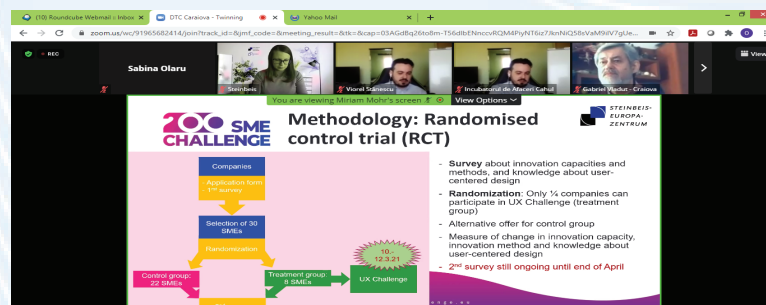 (10) Roundcube Webmail :: Inbox
DTC Caraiova - Twinning
Yahoo Mail
zoom.us/wc/91965682414/join?track_id=&jmf_code=&meeting_result=&tk=&cap=
REC
View
Sabina Olaru
Steinbeis
Viorel Stănescu
Incubatorul de Afaceri Cahul
Gabriel Vladut - Craiova
You are viewing Miriam Mohr's screen
View Options
200 SME
CHALLENGE
Methodology: Randomised
control trial (RCT)
STEINBEIS-
EUROPA-
ZENTRUM
Companies
- Application form
- 1st survey
Selection of 30
SMEs
Randomization
Control group:
22 SMEs
Treatment group:
8 SMEs
10.-
12.3.21
UX Challenge
- Survey about innovation capacities and
methods, and knowledge about user-
centered design
- Randomization: Only ¼ companies can
participate in UX Challenge (treatment
group)
- Alternative offer for control group
- Measure of change in innovation capacity,
innovation method and knowledge about
user-centered design
- 2nd survey still ongoing until end of April